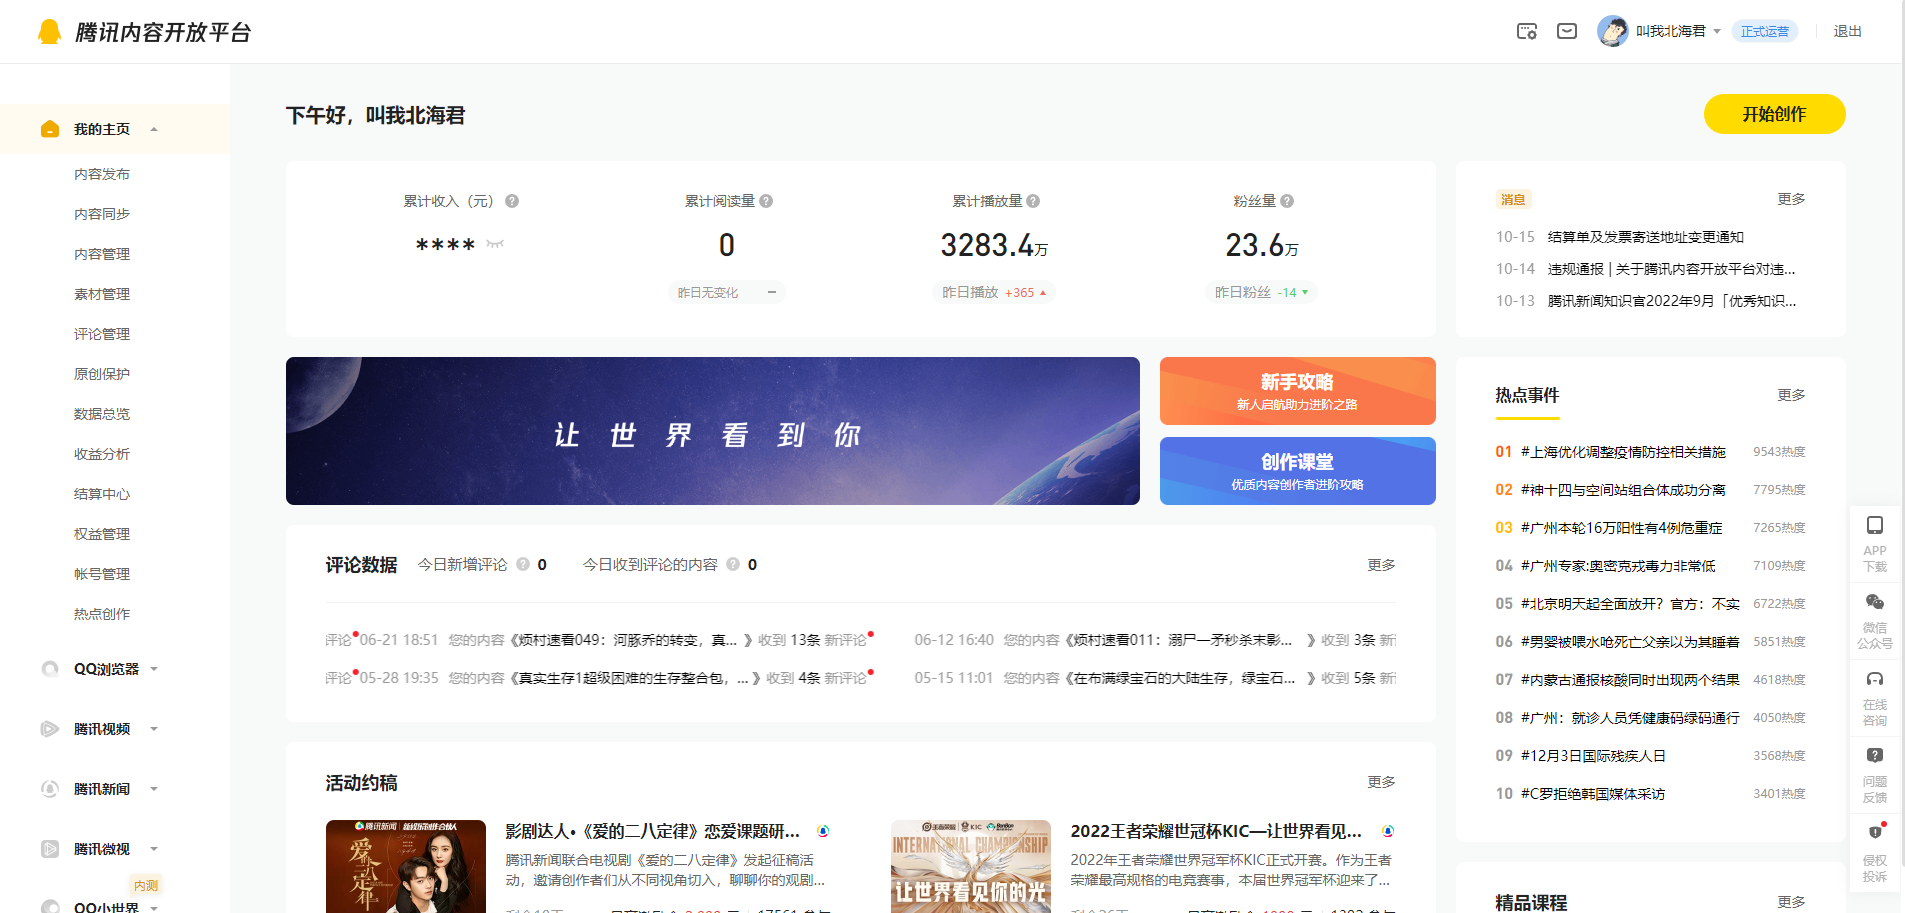 腾讯内容开放平台
叫我北海君
正式运营
退出
我的主页
内容发布
内容同步
内容管理
素材管理
评论管理
原创保护
数据总览
收益分析
结算中心
权益管理
帐号管理
热点创作
QQ浏览器
腾讯视频
腾讯新闻
腾讯微视
内测
QQ小世界
下午好，叫我北海君
开始创作
累计收入（元） ?
****
累计阅读量 ?
0
昨日无变化 –
累计播放量 ?
3283.4万
昨日播放 +365
粉丝量 ?
23.6万
昨日粉丝 -14
消息 更多
10-15 结算单及发票寄送地址变更通知
10-14 违规通报 | 关于腾讯内容开放平台对违...
10-13 腾讯新闻知识官2022年9月「优秀知识...
让世界看到你
新手攻略
新人启航助力进阶之路
创作课堂
优质内容创作者进阶攻略
热点事件 更多
01 #上海优化调整疫情防控相关措施 9543热度
02 #神十四与空间站组合体成功分离 7795热度
03 #广州本轮16万阳性有4例危重症 7265热度
04 #广州专家:奥密克戎毒力非常低 7109热度
05 #北京明天起全面放开？官方：不实 6722热度
06 #男婴被喂水呛死亡父亲以为其睡着 5851热度
07 #内蒙古通报核酸同时出现两个结果 4618热度
08 #广州：就诊人员凭健康码绿码通行 4050热度
09 #12月3日国际残疾人日 3568热度
10 #C罗拒绝韩国媒体采访 3401热度
评论数据 今日新增评论 ? 0 今日收到评论的内容 ? 0 更多
评论 06-21 18:51 您的内容《烦村速看049：河豚乔的转变，真... 》收到 13条 新评论 06-12 16:40 您的内容《烦村速看011：溺尸一矛秒杀末影... 》收到 3条 新
评论 05-28 19:35 您的内容《真实生存1超级困难的生存整合包，... 》收到 4条 新评论 05-15 11:01 您的内容《在布满绿宝石的大陆生存，绿宝石... 》收到 5条 新
活动约稿 更多
腾讯新闻
爱的二八定律
影剧达人•《爱的二八定律》恋爱课题研...
腾讯新闻联合电视剧《爱的二八定律》发起征稿活
动，邀请创作者们从不同视角切入，聊聊你的观剧...
王者荣耀 KIC
INTERNATIONAL CHAMPIONSHIP
让世界看见你的光
2022王者荣耀世冠杯KIC—让世界看见...
2022年王者荣耀世界冠军杯KIC正式开赛。作为王者
荣耀最高规格的电竞赛事，本届世界冠军杯迎来了...
精品课程 更多
APP
下载
微信
公众号
在线
咨询
问题
反馈
侵权
投诉